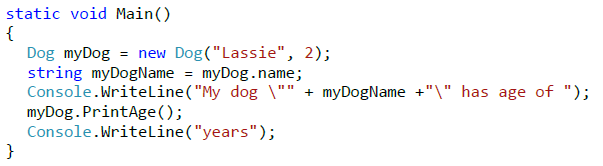 static void Main()
{
Dog myDog = new Dog("Lassie", 2);
string myDogName = myDog.name;
Console.WriteLine("My dog \"" + myDogName +"\" has age of ");
myDog.PrintAge();
Console.WriteLine("years");
}